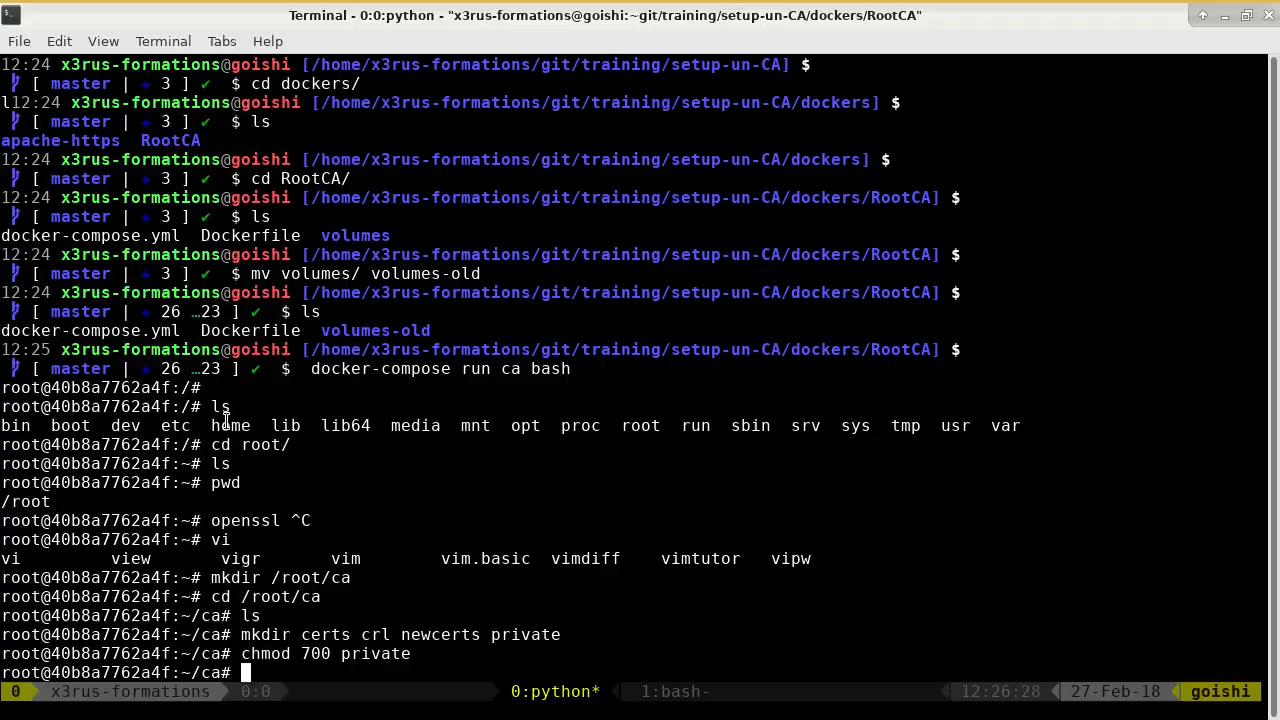 Terminal - 0:0:python - "x3rus-formations@goishi:~git/training/setup-un-CA/dockers/RootCA"
File Edit View Terminal Tabs Help
12:24 x3rus-formations@goishi [/home/x3rus-formations/git/training/setup-un-CA] $
[ master | + 3 ] ✔ $ cd dockers/
l12:24 x3rus-formations@goishi [/home/x3rus-formations/git/training/setup-un-CA/dockers] $
[ master | + 3 ] ✔ $ ls
apache-https RootCA
12:24 x3rus-formations@goishi [/home/x3rus-formations/git/training/setup-un-CA/dockers] $
[ master | + 3 ] ✔ $ cd RootCA/
12:24 x3rus-formations@goishi [/home/x3rus-formations/git/training/setup-un-CA/dockers/RootCA] $
[ master | + 3 ] ✔ $ ls
docker-compose.yml Dockerfile volumes
12:24 x3rus-formations@goishi [/home/x3rus-formations/git/training/setup-un-CA/dockers/RootCA] $
[ master | + 3 ] ✔ $ mv volumes/ volumes-old
12:24 x3rus-formations@goishi [/home/x3rus-formations/git/training/setup-un-CA/dockers/RootCA] $
[ master | + 26 …23 ] ✔ $ ls
docker-compose.yml Dockerfile volumes-old
12:25 x3rus-formations@goishi [/home/x3rus-formations/git/training/setup-un-CA/dockers/RootCA] $
[ master | + 26 …23 ] ✔ $ docker-compose run ca bash
root@40b8a7762a4f:/#
root@40b8a7762a4f:/# ls
bin boot dev etc home lib lib64 media mnt opt proc root run sbin srv sys tmp usr var
root@40b8a7762a4f:/# cd root/
root@40b8a7762a4f:~# ls
root@40b8a7762a4f:~# pwd
/root
root@40b8a7762a4f:~# openssl ^C
root@40b8a7762a4f:~# vi
vi view vigr vim vim.basic vimdiff vimtutor vipw
root@40b8a7762a4f:~# mkdir /root/ca
root@40b8a7762a4f:~# cd /root/ca
root@40b8a7762a4f:~/ca# ls
root@40b8a7762a4f:~/ca# mkdir certs crl newcerts private
root@40b8a7762a4f:~/ca# chmod 700 private
root@40b8a7762a4f:~/ca#
0 x3rus-formations 0:0 0:python* 1:bash- 12:26:28 27-Feb-18 goishi